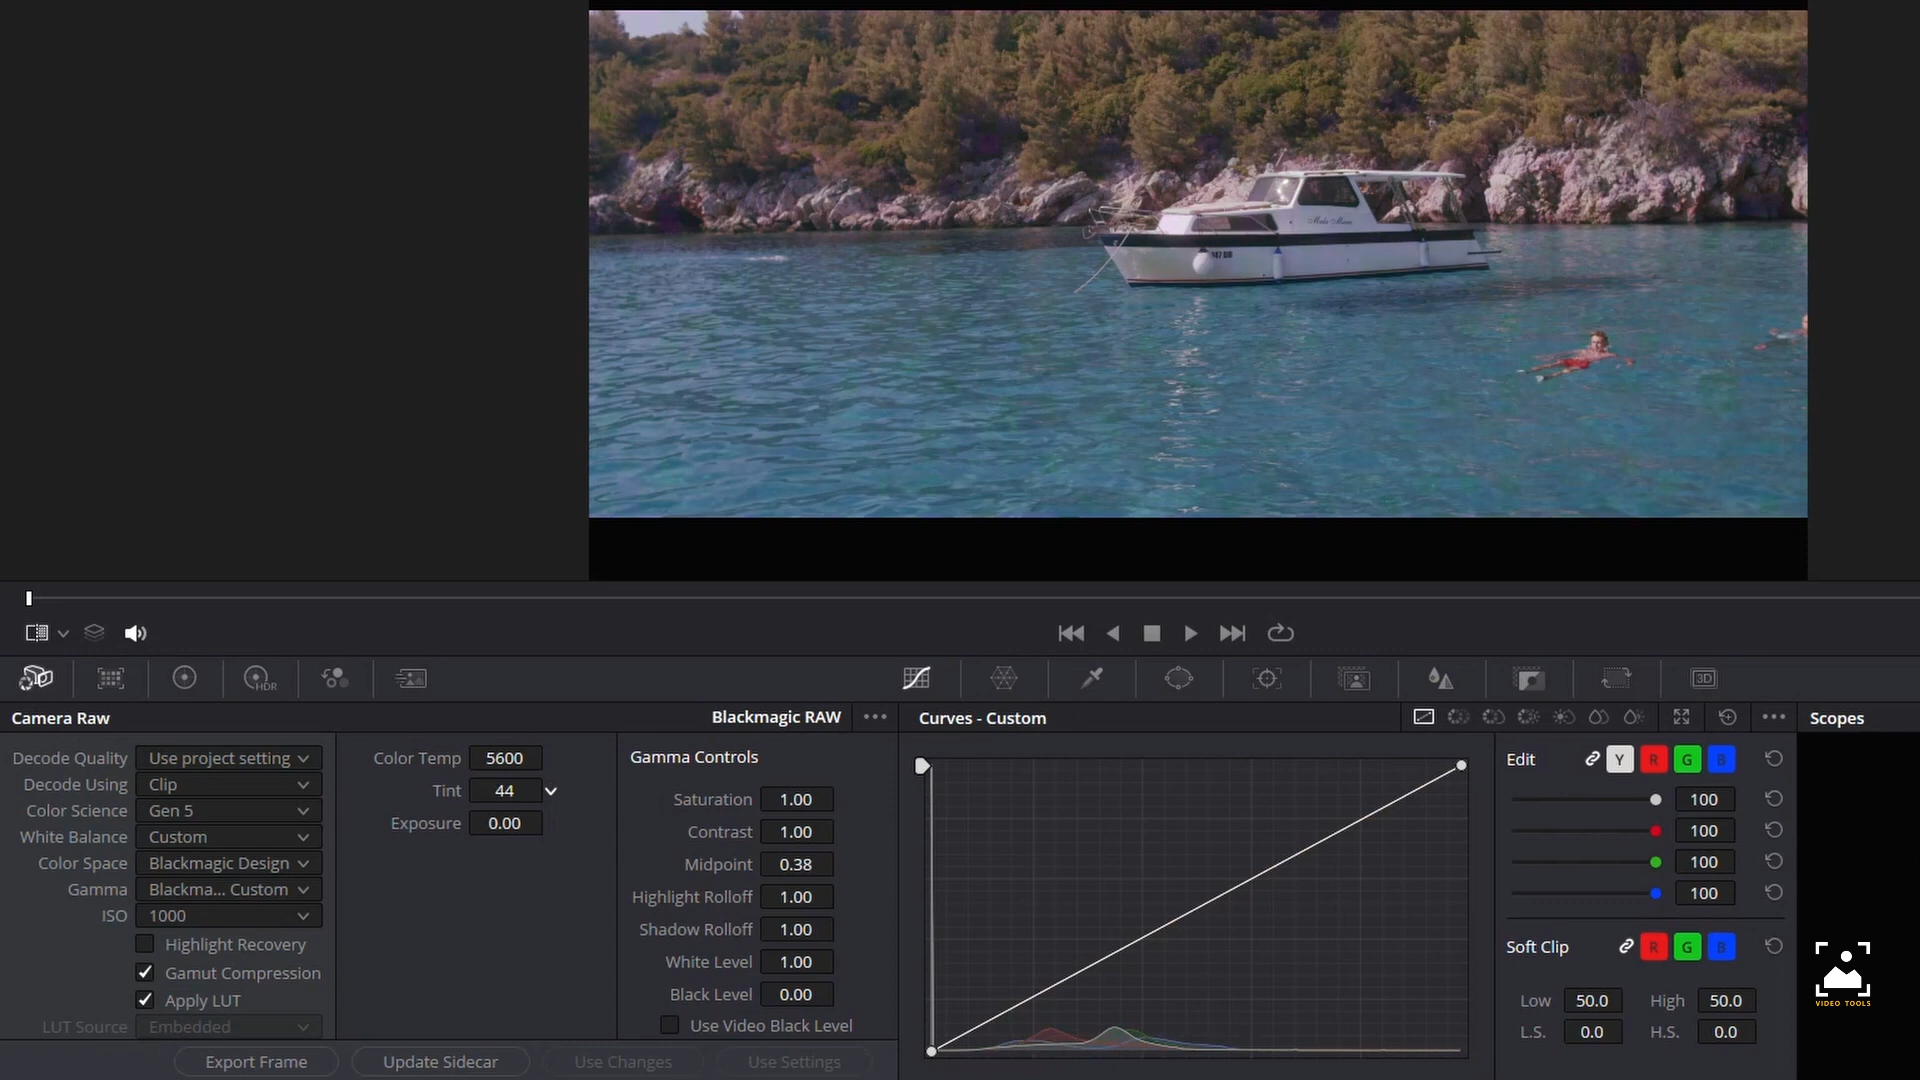 HDR
3D
Camera Raw
Blackmagic RAW
Curves - Custom
Scopes
Decode Quality Use project setting
Decode Using Clip
Color Science Gen 5
White Balance Custom
Color Space Blackmagic Design
Gamma Blackma... Custom
ISO 1000
Highlight Recovery
Gamut Compression
Apply LUT
LUT Source Embedded
Color Temp 5600
Tint 44
Exposure 0.00
Gamma Controls
Saturation 1.00
Contrast 1.00
Midpoint 0.38
Highlight Rolloff 1.00
Shadow Rolloff 1.00
White Level 1.00
Black Level 0.00
Use Video Black Level
Export Frame
Update Sidecar
Use Changes
Use Settings
Edit Y R G B
100
100
100
100
Soft Clip R G B
Low 50.0 High 50.0
L.S. 0.0 H.S. 0.0
VIDEO TOOLS